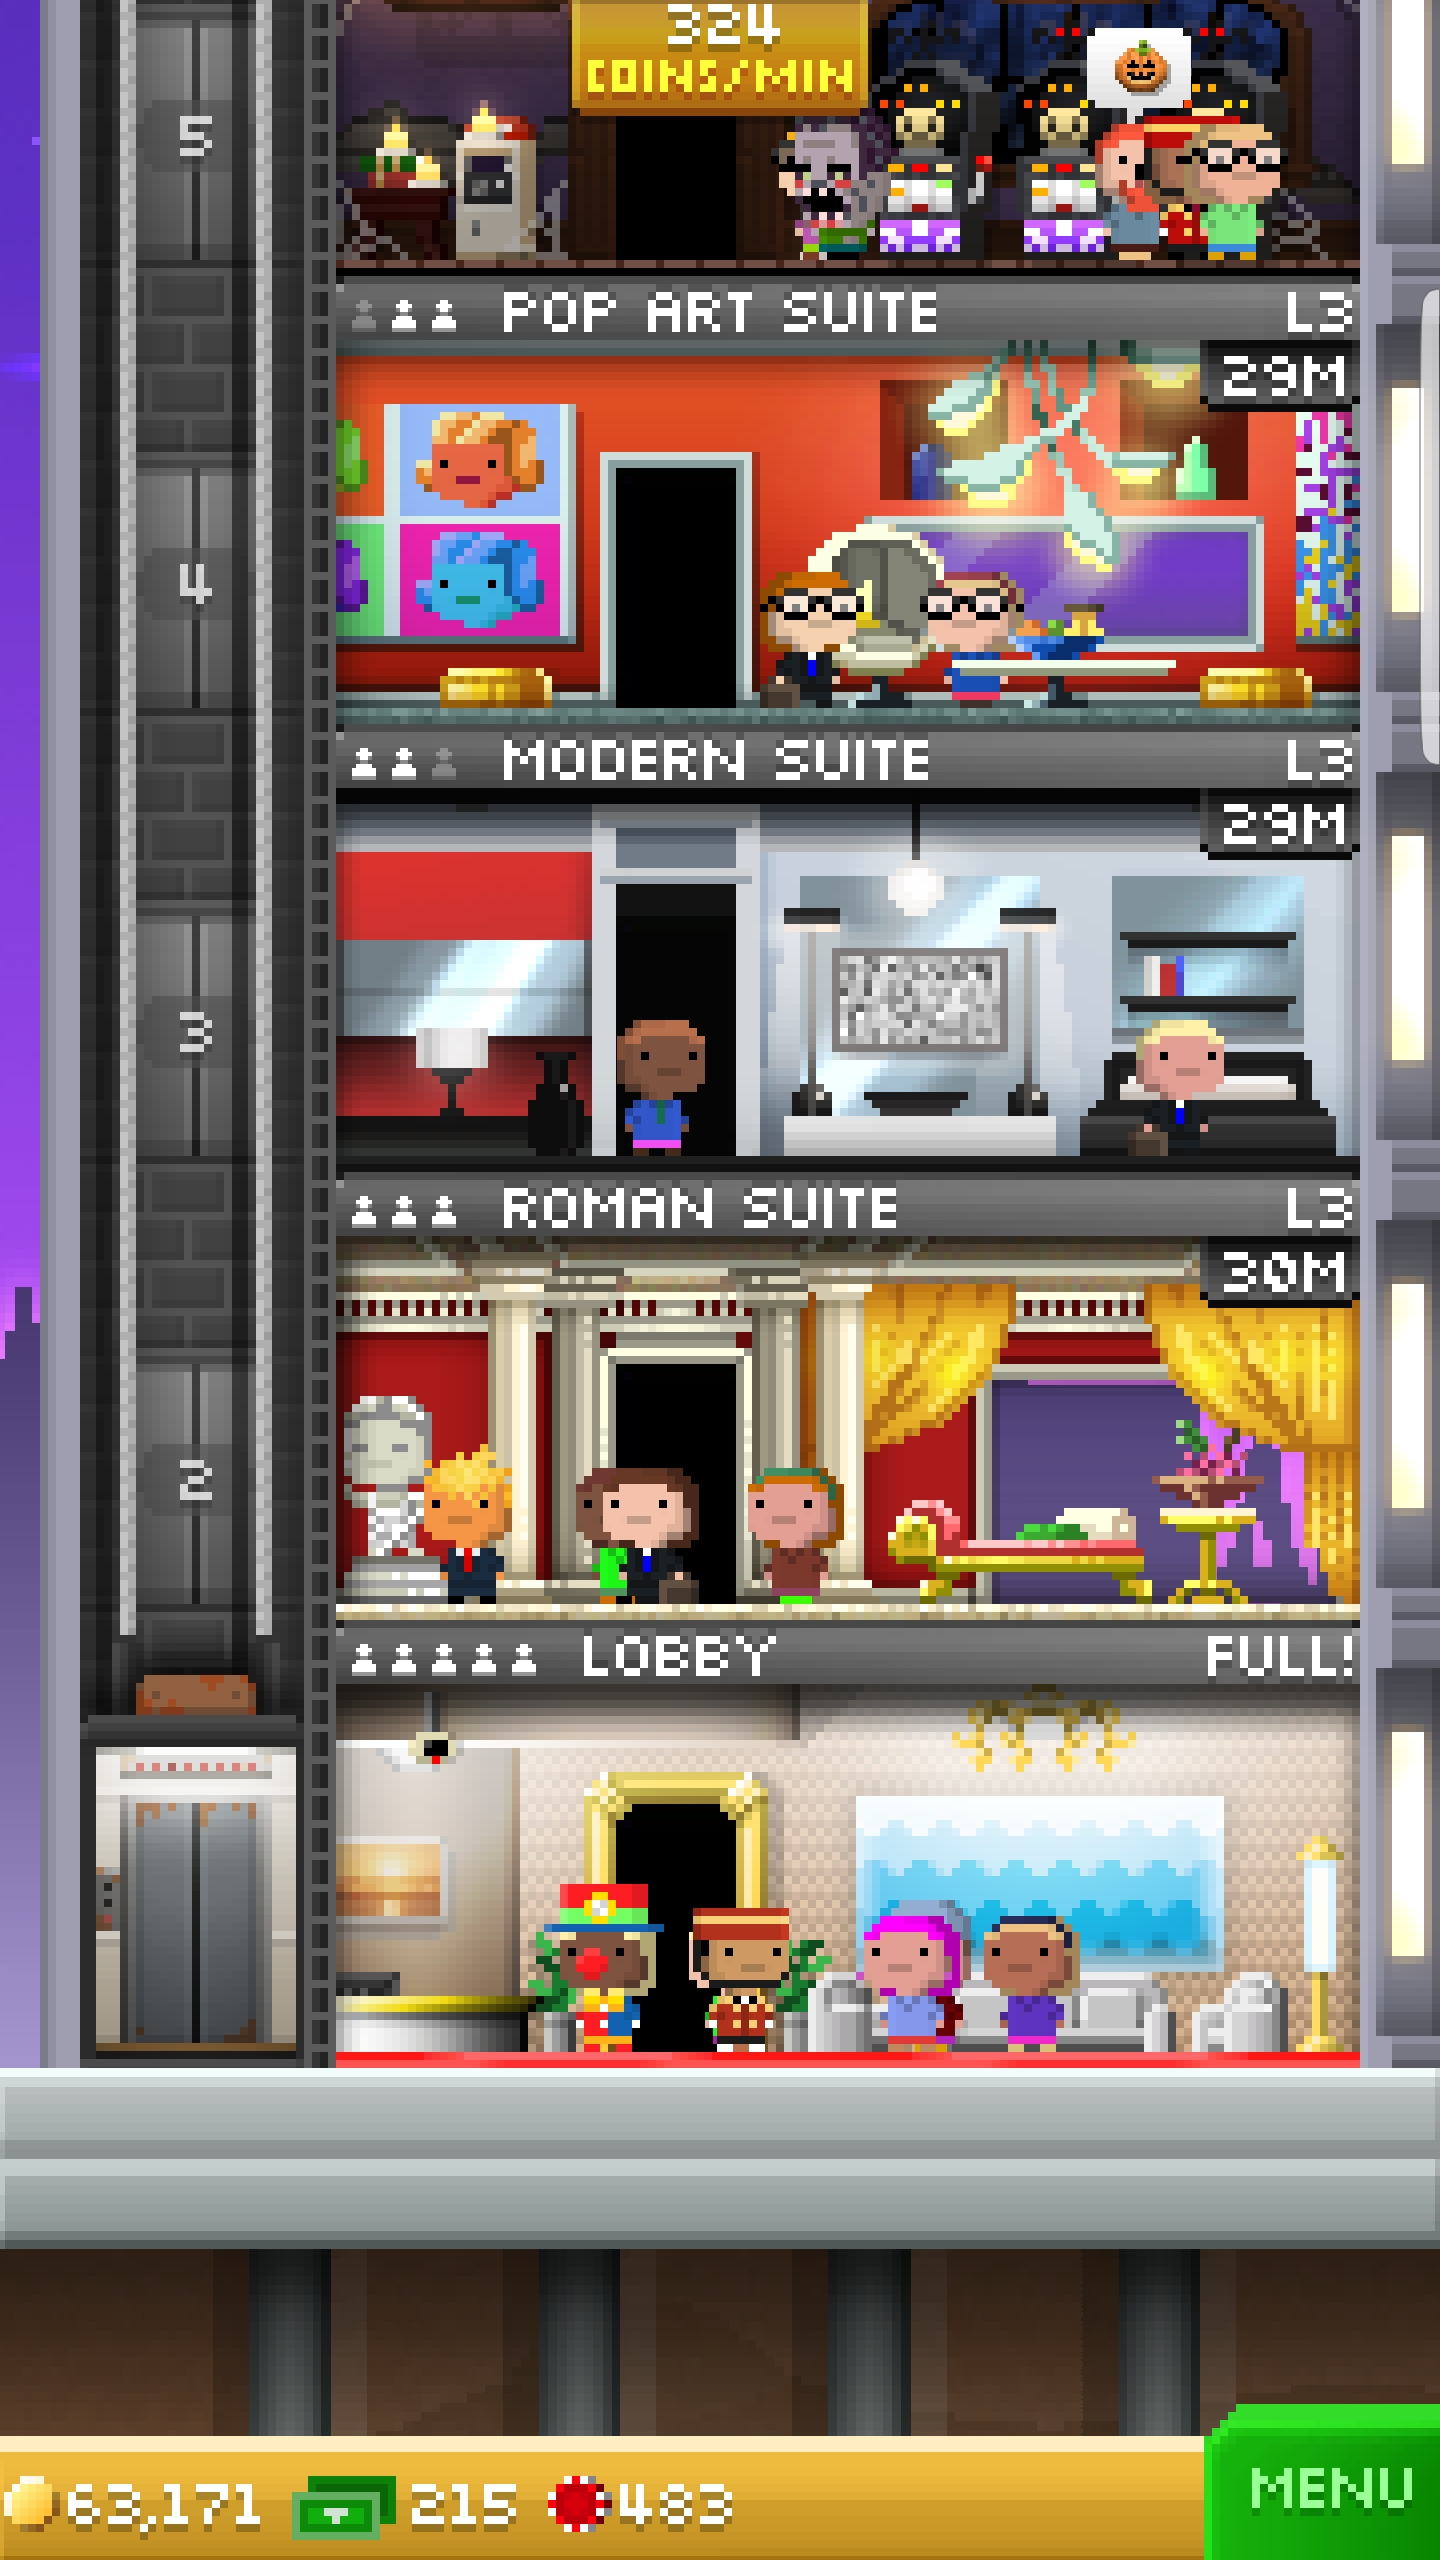 324
COINS/MIN
5
POP ART SUITE L3
29M
4
MODERN SUITE L3
29M
3
ROMAN SUITE L3
30M
2
LOBBY FULL!
63,171 215 483
MENU